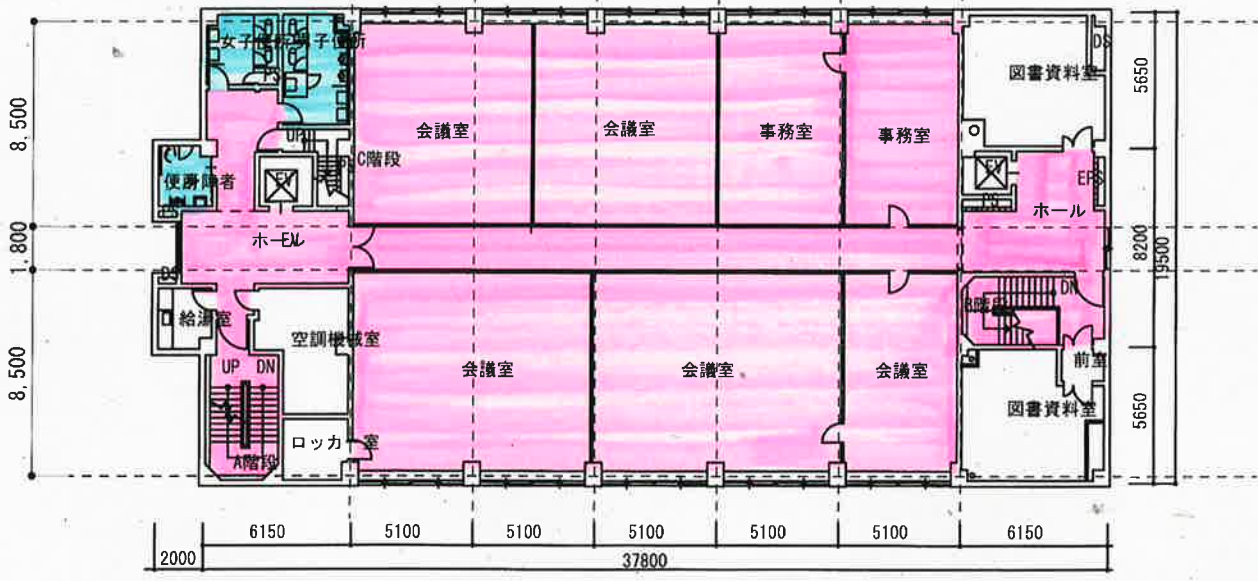 女子便所
男子便所
PS
UP
C階段
DN
EV
便所
障者
会議室
会議室
事務室
事務室
図書資料室
DS
5650
8,500
EV
EPS
PS
ホール
ホール
1,800
8200
19500
DS
給湯室
空調機械室
UP
DN
A階段
ロッカー室
会議室
会議室
会議室
B階段
DN
前室
図書資料室
8,500
5650
6150
5100
5100
5100
5100
5100
6150
2000
37800